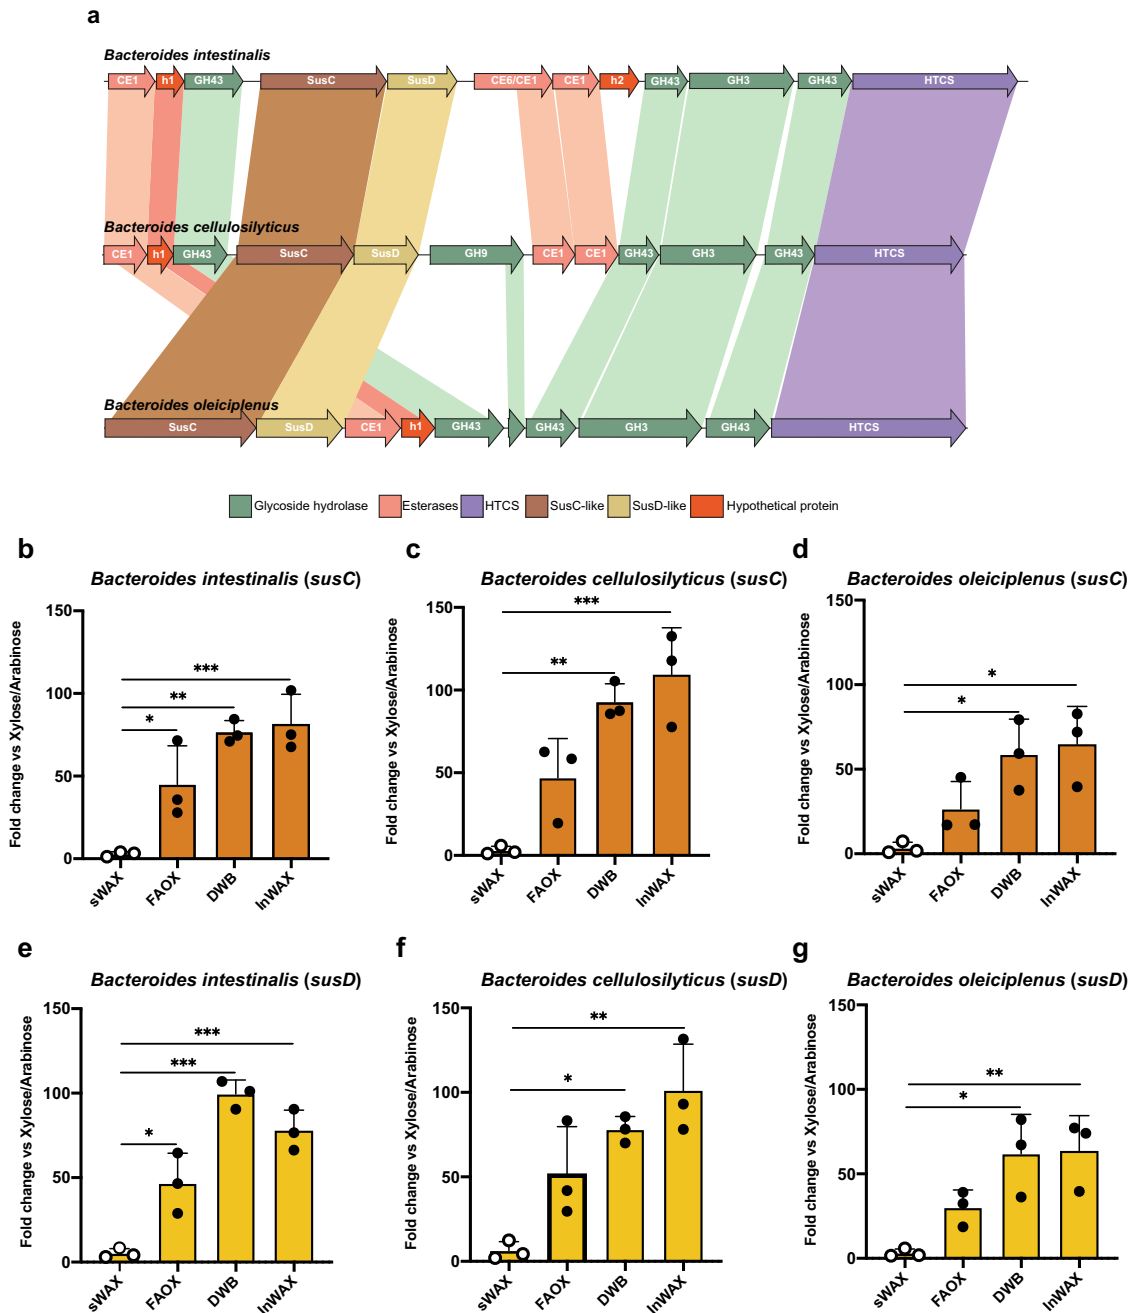 a
Bacteroides intestinalis
CE1 h1 GH43 SusC SusD CE6/CE1 CE1 h2 GH43 GH3 GH43 HTCS
Bacteroides cellulosilyticus
CE1 h1 GH43 SusC SusD GH9 CE1 CE1 GH43 GH3 GH43 HTCS
Bacteroides oleiciplenus
SusC SusD CE1 h1 GH43 GH43 GH3 GH43 HTCS
Glycoside hydrolase Esterases HTCS SusC-like SusD-like Hypothetical protein
b
Bacteroides intestinalis (susC)
Fold change vs Xylose/Arabinose
150
100
50
0
***
**
*
sWAX FAOX DWB InWAX
c
Bacteroides cellulosilyticus (susC)
Fold change vs Xylose/Arabinose
150
100
50
0
***
**
sWAX FAOX DWB InWAX
d
Bacteroides oleiciplenus (susC)
Fold change vs Xylose/Arabinose
150
100
50
0
*
*
sWAX FAOX DWB InWAX
e
Bacteroides intestinalis (susD)
Fold change vs Xylose/Arabinose
150
100
50
0
***
***
*
sWAX FAOX DWB InWAX
f
Bacteroides cellulosilyticus (susD)
Fold change vs Xylose/Arabinose
150
100
50
0
**
*
sWAX FAOX DWB InWAX
g
Bacteroides oleiciplenus (susD)
Fold change vs Xylose/Arabinose
150
100
50
0
**
*
sWAX FAOX DWB InWAX